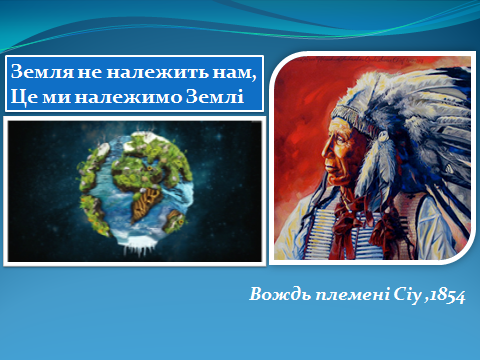 Земля не належить нам,
Це ми належимо Землі
Вождь племені Сіу ,1854